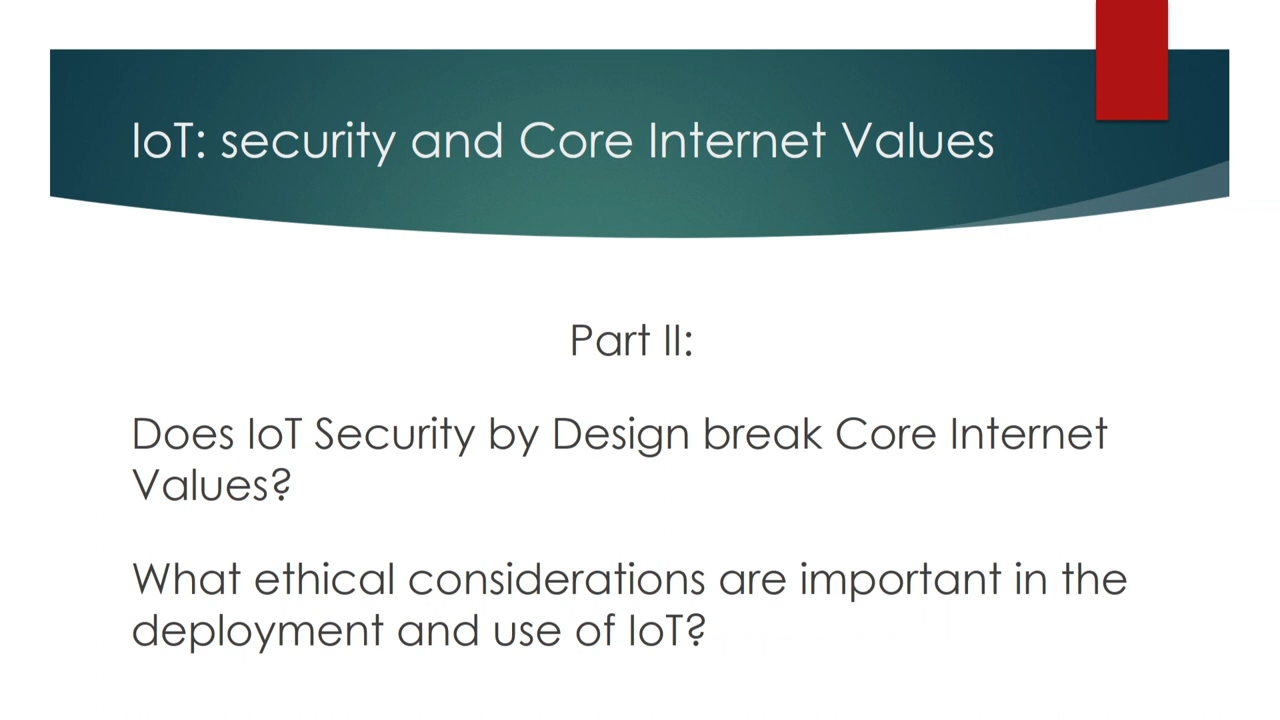 IoT: security and Core Internet Values
Part II:
Does IoT Security by Design break Core Internet
Values?
What ethical considerations are important in the
deployment and use of IoT?